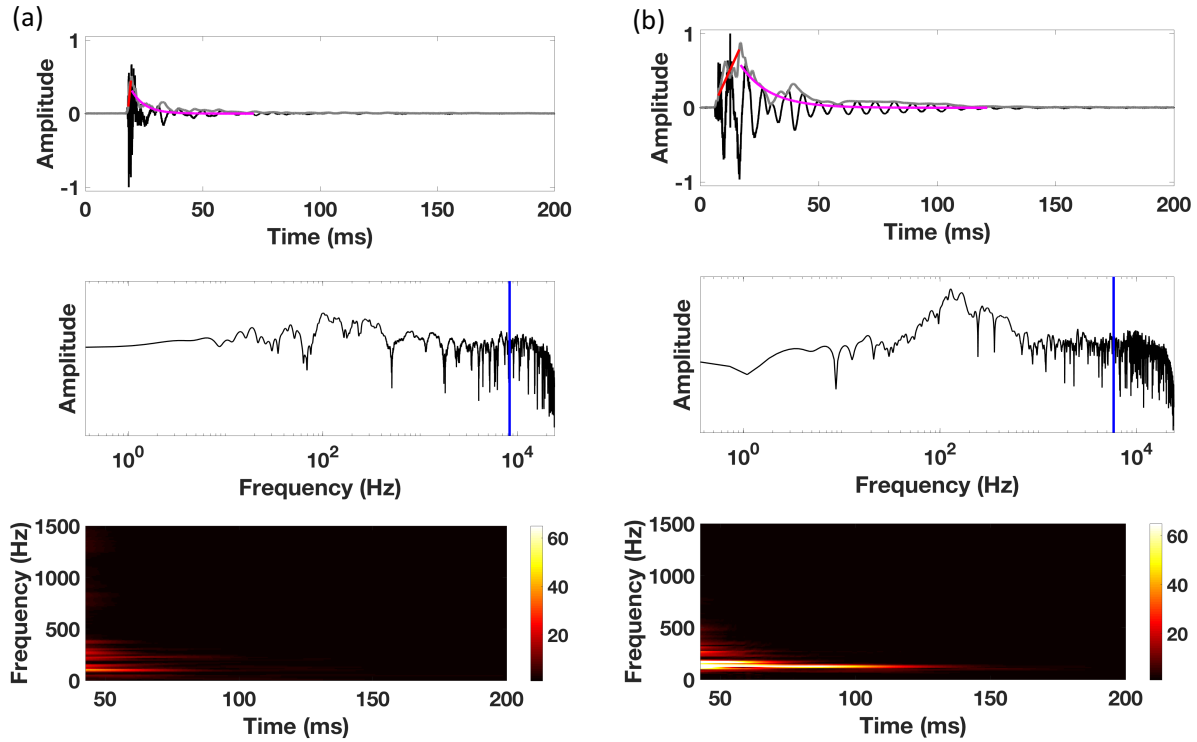 (a)
1
0
-1
Amplitude
0 50 100 150 200
Time (ms)
Amplitude
10^0 10^2 10^4
Frequency (Hz)
1500
1000
500
0
Frequency (Hz)
50 100 150 200
Time (ms)
60
40
20
(b)
1
0
-1
Amplitude
0 50 100 150 200
Time (ms)
Amplitude
10^0 10^2 10^4
Frequency (Hz)
1500
1000
500
0
Frequency (Hz)
50 100 150 200
Time (ms)
60
40
20